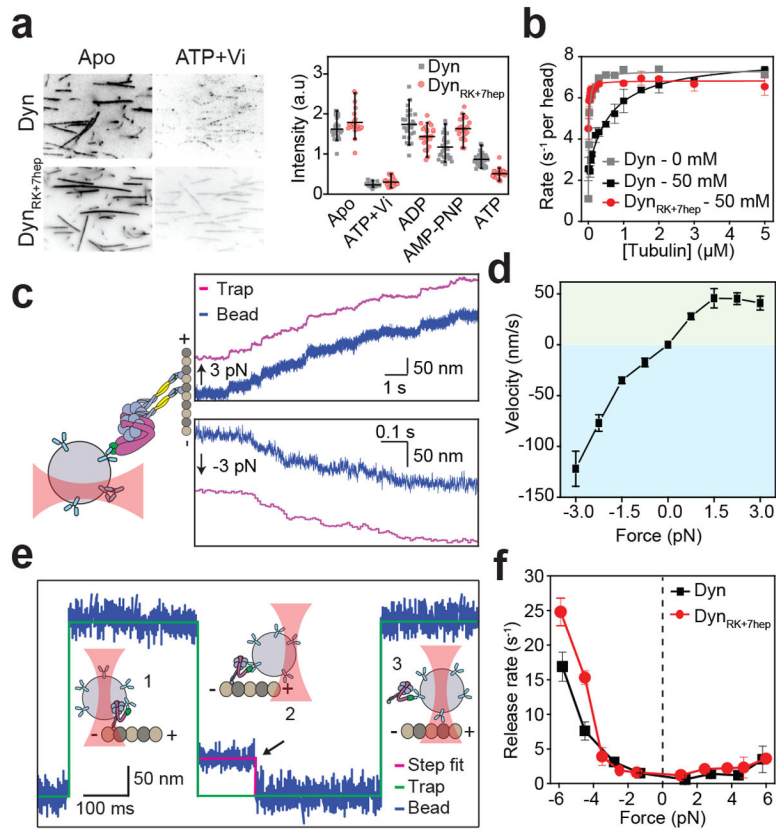 a
Apo
ATP+Vi
Dyn
DynRK+7hep
Intensity (a.u)
3
2
1
0
Dyn
DynRK+7hep
Apo
ATP+Vi
ADP
AMP-PNP
ATP
b
Rate (s-1 per head)
8
6
4
2
0
Dyn - 0 mM
Dyn - 50 mM
DynRK+7hep - 50 mM
0 1 2 3 4 5
[Tubulin] (µM)
c
Trap
Bead
+
-
3 pN
50 nm
1 s
0.1 s
50 nm
-3 pN
d
Velocity (nm/s)
50
0
-50
-100
-150
-3.0 -1.5 0.0 1.5 3.0
Force (pN)
e
1
- +
50 nm
100 ms
- +
2
3
- +
Step fit
Trap
Bead
f
Release rate (s-1)
30
25
20
15
10
5
0
Dyn
DynRK+7hep
-6 -4 -2 0 2 4 6
Force (pN)